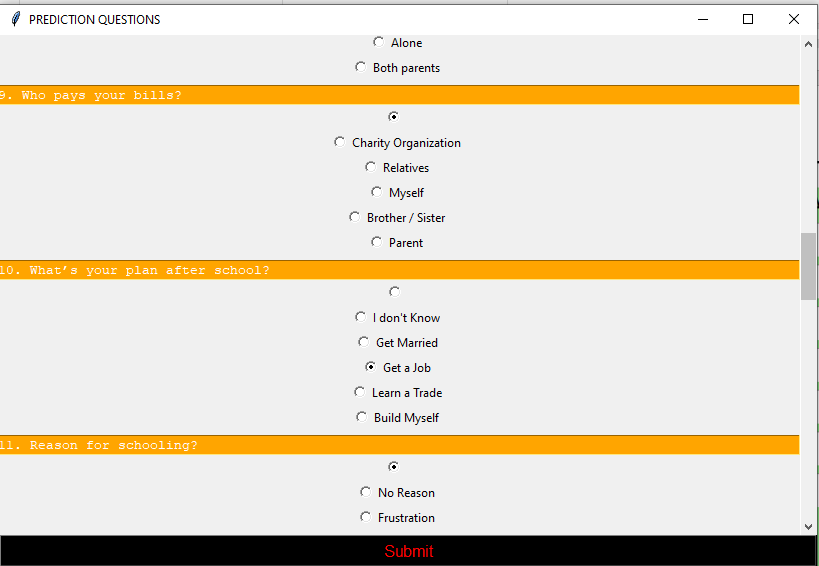 PREDICTION QUESTIONS
Alone
Both parents
9. Who pays your bills?
Charity Organization
Relatives
Myself
Brother / Sister
Parent
10. What’s your plan after school?
I don't Know
Get Married
Get a Job
Learn a Trade
Build Myself
11. Reason for schooling?
No Reason
Frustration
Submit